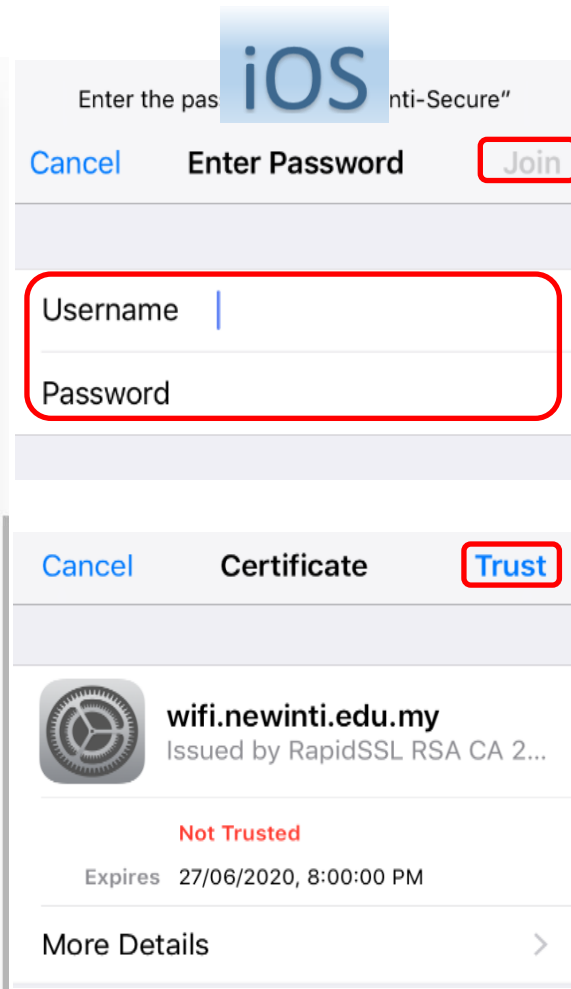 iOS
Enter the pas nti-Secure”
Cancel Enter Password Join
Username
Password
Cancel Certificate Trust
wifi.newinti.edu.my
Issued by RapidSSL RSA CA 2...
Not Trusted
Expires 27/06/2020, 8:00:00 PM
More Details